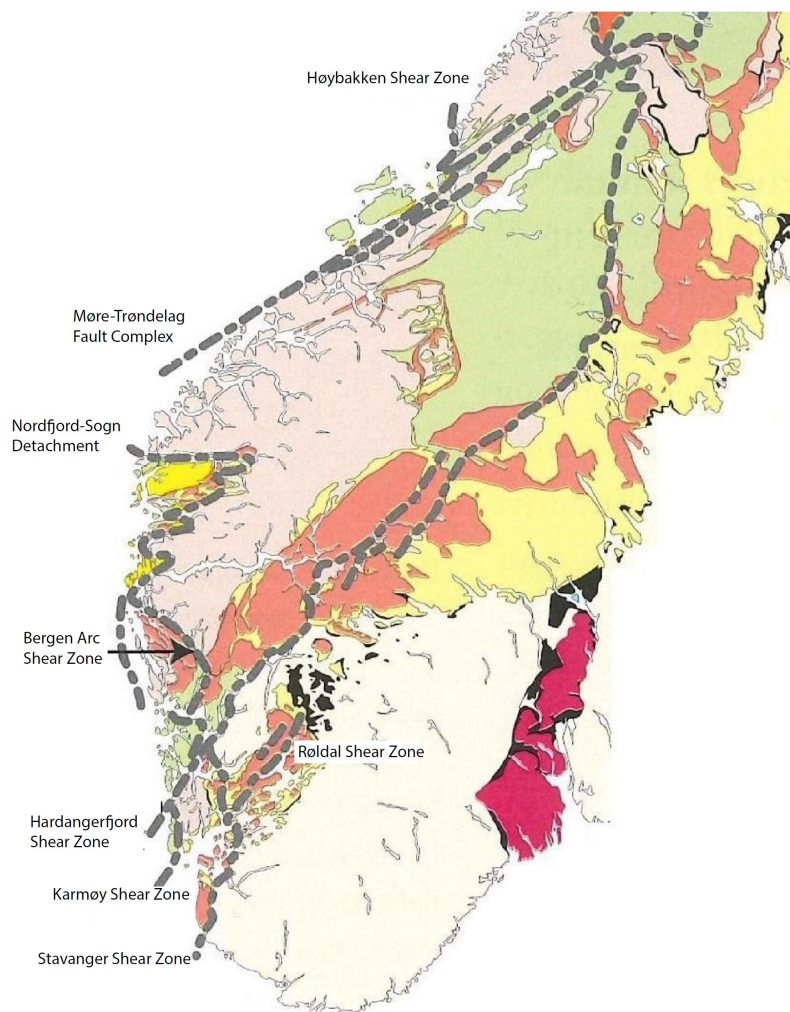 Høybakken Shear Zone
Møre-Trøndelag
Fault Complex
Nordfjord-Sogn
Detachment
Bergen Arc
Shear Zone
Røldal Shear Zone
Hardangerfjord
Shear Zone
Karmøy Shear Zone
Stavanger Shear Zone